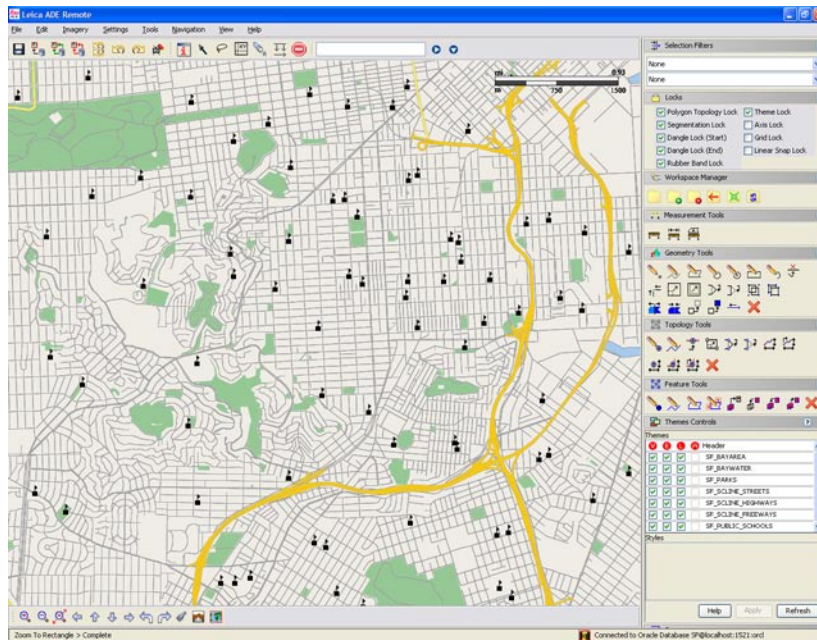 Leica ADE Remote
File Edit Imagery Settings Tools Navigation View Help
mi 0.93
m 750 1500
Selection Filters
None
None
Locks
Polygon Topology Lock Theme Lock
Segmentation Lock Axis Lock
Dangle Lock (Start) Grid Lock
Dangle Lock (End) Linear Snap Lock
Rubber Band Lock
Workspace Manager
Measurement Tools
Geometry Tools
Topology Tools
Feature Tools
Themes Controls
Themes
V E L Header
SF_BAYAREA
SF_BAYWATER
SF_PARKS
SF_SCLINE_STREETS
SF_SCLINE_HIGHWAYS
SF_SCLINE_FREEWAYS
SF_PUBLIC_SCHOOLS
Styles
Help Apply Refresh
Zoom To Rectangle > Complete
Connected to Oracle Database SF@localhost:1521:ord